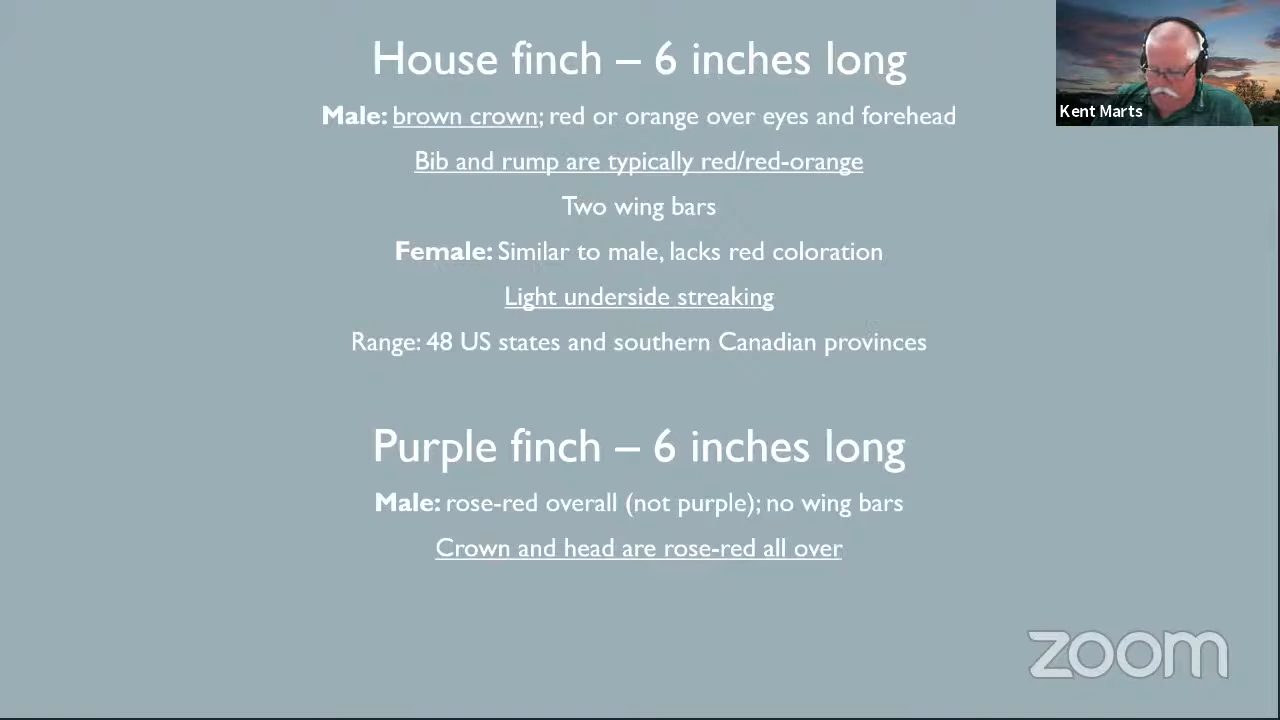 House finch – 6 inches long
Male: brown crown; red or orange over eyes and forehead
Bib and rump are typically red/red-orange
Two wing bars
Female: Similar to male, lacks red coloration
Light underside streaking
Range: 48 US states and southern Canadian provinces
Purple finch – 6 inches long
Male: rose-red overall (not purple); no wing bars
Crown and head are rose-red all over
Kent Marts
zoom